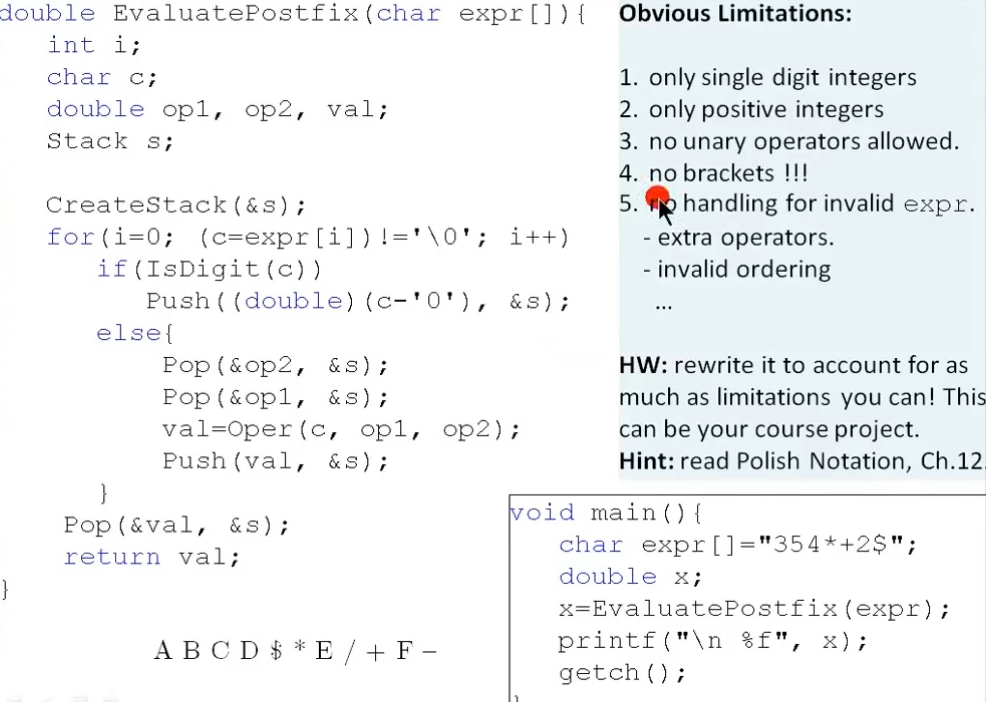 double EvaluatePostfix(char expr[]){
int i;
char c;
double op1, op2, val;
Stack s;
CreateStack(&s);
for(i=0; (c=expr[i])!='\0'; i++)
if(IsDigit(c))
Push((double)(c-'0'), &s);
else{
Pop(&op2, &s);
Pop(&op1, &s);
val=Oper(c, op1, op2);
Push(val, &s);
}
Pop(&val, &s);
return val;
}
A B C D $ * E / + F −
Obvious Limitations:
1. only single digit integers
2. only positive integers
3. no unary operators allowed.
4. no brackets !!!
5. no handling for invalid expr.
- extra operators.
- invalid ordering
...
HW: rewrite it to account for as
much as limitations you can! This
can be your course project.
Hint: read Polish Notation, Ch.12.
void main(){
char expr[]="354*+2$";
double x;
x=EvaluatePostfix(expr);
printf("\n %f", x);
getch();
}